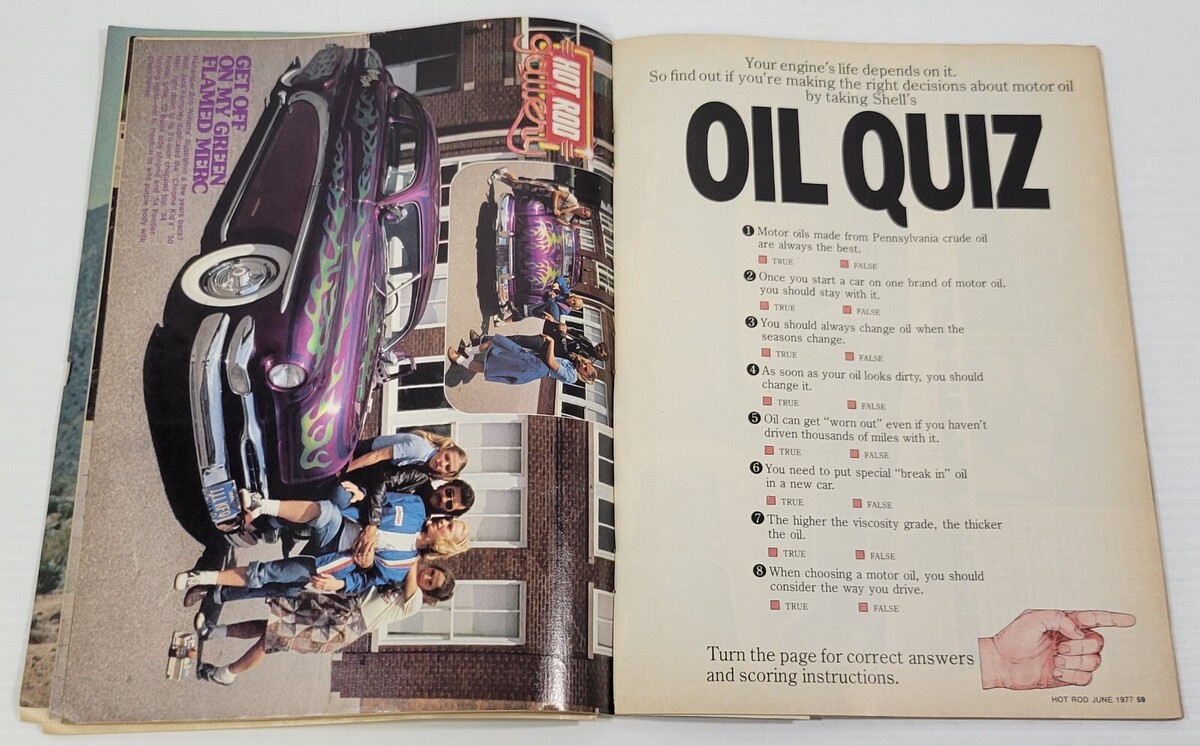 HOT ROD
Gallery
GET OFF
ON MY GREEN
FLAMED MERC
Your engine's life depends on it.
So find out if you're making the right decisions about motor oil
by taking Shell's
OIL QUIZ
1 Motor oils made from Pennsylvania crude oil
are always the best.
TRUE FALSE
2 Once you start a car on one brand of motor oil,
you should stay with it.
TRUE FALSE
3 You should always change oil when the
seasons change.
TRUE FALSE
4 As soon as your oil looks dirty, you should
change it.
TRUE FALSE
5 Oil can get "worn out" even if you haven't
driven thousands of miles with it.
TRUE FALSE
6 You need to put special "break in" oil
in a new car.
TRUE FALSE
7 The higher the viscosity grade, the thicker
the oil.
TRUE FALSE
8 When choosing a motor oil, you should
consider the way you drive.
TRUE FALSE
Turn the page for correct answers
and scoring instructions.
HOT ROD JUNE 1977 59